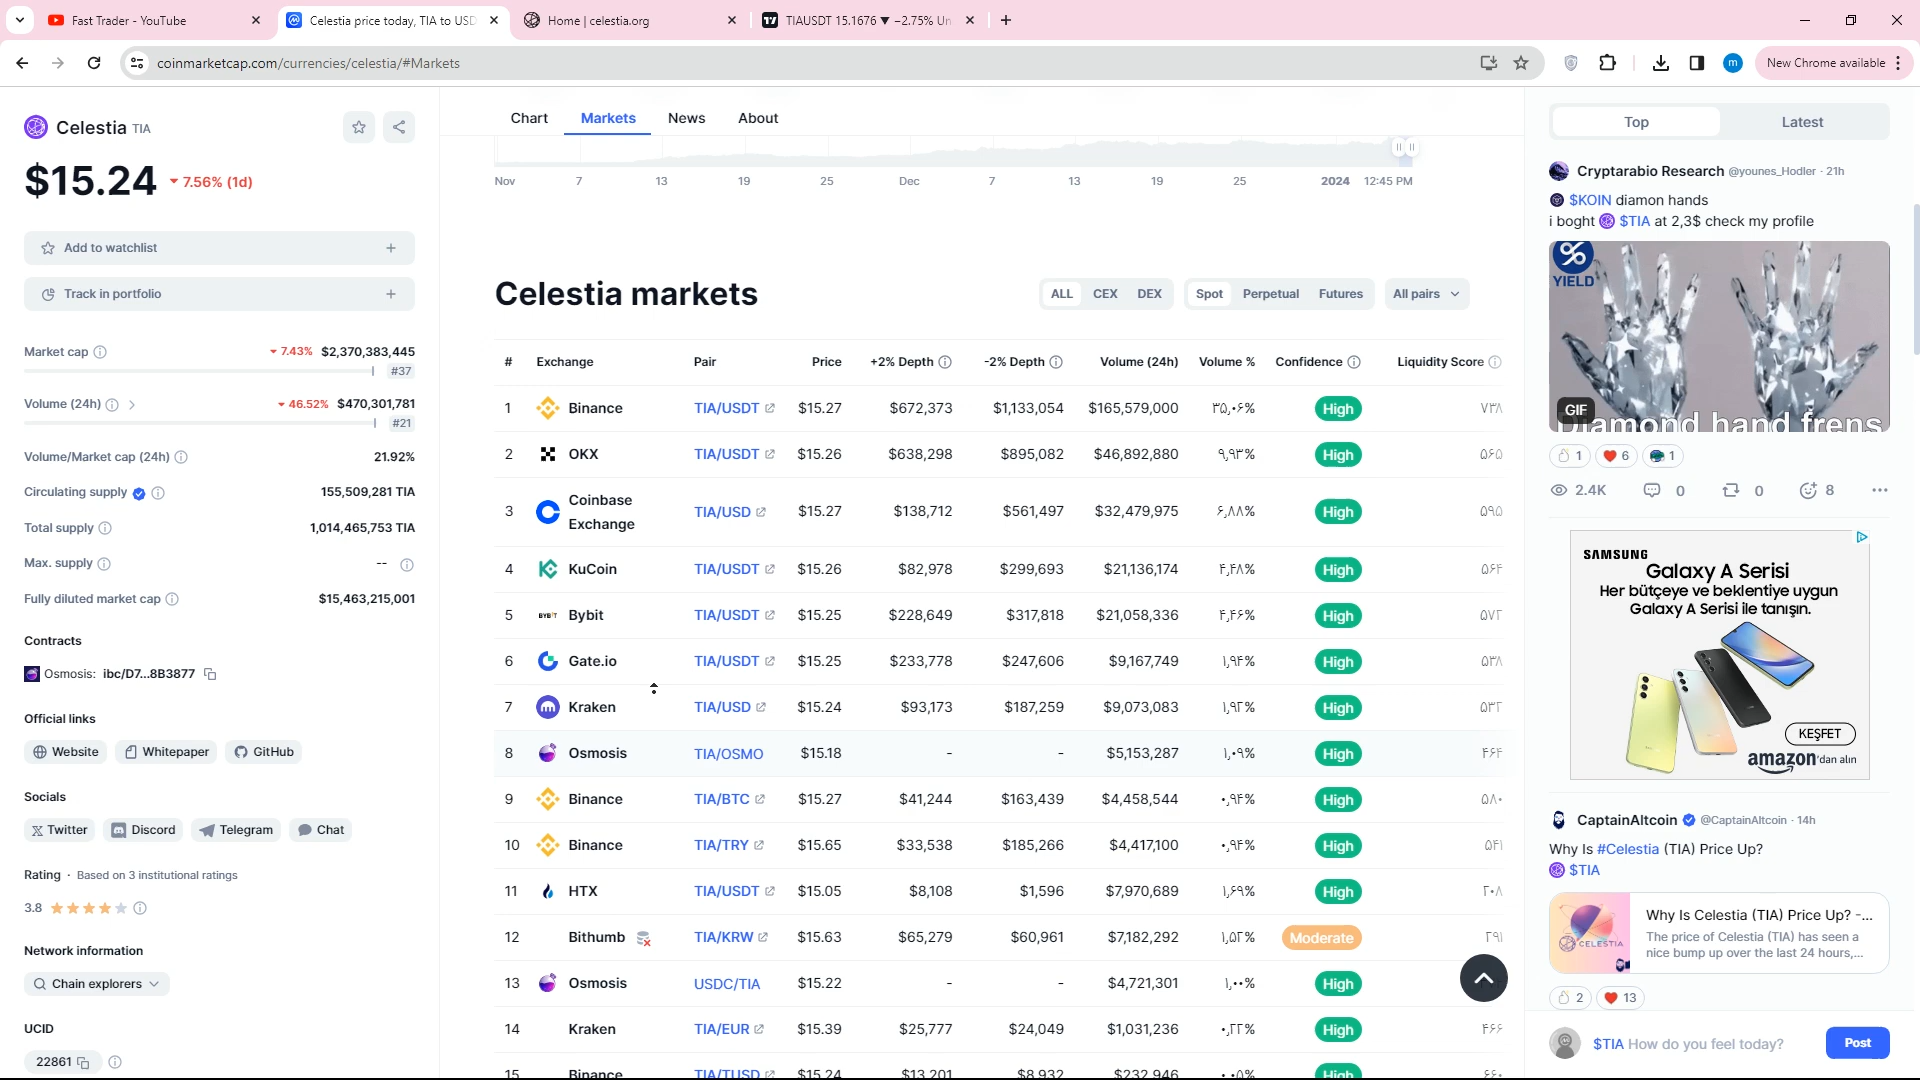 Fast Trader - YouTube
Celestia price today, TIA to USD
Home | celestia.org
TIAUSDT 15.1676 ▼ −2.75% Un
coinmarketcap.com/currencies/celestia/#Markets
New Chrome available
Celestia TIA
$15.24 7.56% (1d)
Add to watchlist +
Track in portfolio +
Market cap 7.43% $2,370,383,445
#37
Volume (24h) 46.52% $470,301,781
#21
Volume/Market cap (24h) 21.92%
Circulating supply 155,509,281 TIA
Total supply 1,014,465,753 TIA
Max. supply --
Fully diluted market cap $15,463,215,001
Contracts
Osmosis: ibc/D7...8B3877
Official links
Website Whitepaper GitHub
Socials
Twitter Discord Telegram Chat
Rating · Based on 3 institutional ratings
3.8
Network information
Chain explorers
UCID
22861
Chart Markets News About
Nov 7 13 19 25 Dec 7 13 19 25 2024 12:45 PM
Celestia markets
ALL CEX DEX Spot Perpetual Futures All pairs
# Exchange Pair Price +2% Depth -2% Depth Volume (24h) Volume % Confidence Liquidity Score
1 Binance TIA/USDT $15.27 $672,373 $1,133,054 $165,579,000 ۳۵٫۰۶% High ۷۳۸
2 OKX TIA/USDT $15.26 $638,298 $895,082 $46,892,880 ۹٫۹۳% High ۵۶۵
3 Coinbase Exchange TIA/USD $15.27 $138,712 $561,497 $32,479,975 ۶٫۸۸% High ۵۹۵
4 KuCoin TIA/USDT $15.26 $82,978 $299,693 $21,136,174 ۴٫۴۸% High ۵۶۴
5 Bybit TIA/USDT $15.25 $228,649 $317,818 $21,058,336 ۴٫۴۶% High ۵۷۲
6 Gate.io TIA/USDT $15.25 $233,778 $247,606 $9,167,749 ۱٫۹۴% High ۵۳۸
7 Kraken TIA/USD $15.24 $93,173 $187,259 $9,073,083 ۱٫۹۲% High ۵۳۲
8 Osmosis TIA/OSMO $15.18 - - $5,153,287 ۱٫۰۹% High ۴۶۴
9 Binance TIA/BTC $15.27 $41,244 $163,439 $4,458,544 ۰٫۹۴% High ۵۸۰
10 Binance TIA/TRY $15.65 $33,538 $185,266 $4,417,100 ۰٫۹۴% High ۵۴۱
11 HTX TIA/USDT $15.05 $8,108 $1,596 $7,970,689 ۱٫۶۹% High ۲۰۸
12 Bithumb TIA/KRW $15.63 $65,279 $60,961 $7,182,292 ۱٫۵۲% Moderate ۲۹۱
13 Osmosis USDC/TIA $15.22 - - $4,721,301 ۱٫۰۰% High
14 Kraken TIA/EUR $15.39 $25,777 $24,049 $1,031,236 ۰٫۲۲% High ۴۶۶
15 Binance TIA/TUSD $15.24 $13,201 $8,932 $232,946 ۰٫۰۵% High
Top Latest
Cryptarabio Research @younes_Hodler · 21h
$KOIN diamon hands
i boght $TIA at 2,3$ check my profile
YIELD
GIF
Diamond hand frens
1 6 1
2.4K 0 0 8
SAMSUNG
Galaxy A Serisi
Her bütçeye ve beklentiye uygun
Galaxy A Serisi ile tanışın.
KEŞFET
amazon'dan alın
CaptainAltcoin @CaptainAltcoin · 14h
Why Is #Celestia (TIA) Price Up?
$TIA
CELESTIA
Why Is Celestia (TIA) Price Up? -...
The price of Celestia (TIA) has seen a
nice bump up over the last 24 hours,...
2 13
$TIA How do you feel today? Post